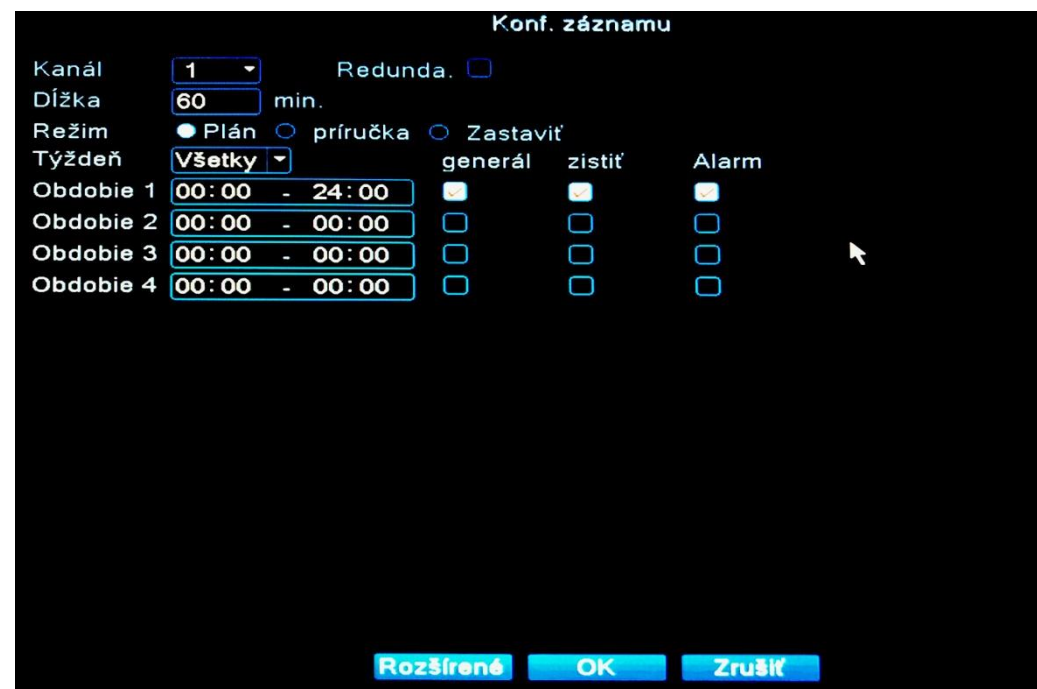 Konf. záznamu
Kanál 1 Redunda.
Dĺžka 60 min.
Režim Plán príručka Zastaviť
Týždeň Všetky generál zistiť Alarm
Obdobie 1 00:00 - 24:00
Obdobie 2 00:00 - 00:00
Obdobie 3 00:00 - 00:00
Obdobie 4 00:00 - 00:00
Rozšírené OK Zrušiť